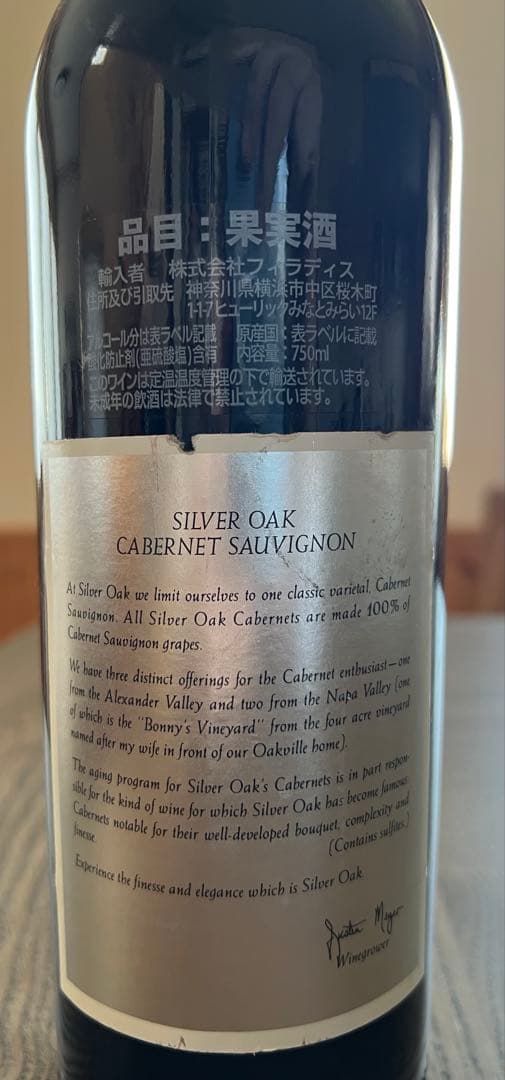 品目：果実酒
輸入者 株式会社フィラディス
住所及び引取先 神奈川県横浜市中区桜木町
1-1-7ヒューリックみなとみらい12F
アルコール分は表ラベル記載 原産国：表ラベルに記載
酸化防止剤(亜硫酸塩)含有 内容量：750ml
このワインは定温温度管理の下で輸送されています。
未成年の飲酒は法律で禁止されています。
SILVER OAK
CABERNET SAUVIGNON
At Silver Oak we limit ourselves to one classic varietal, Cabernet
Sauvignon. All Silver Oak Cabernets are made 100% of
Cabernet Sauvignon grapes.
We have three distinct offerings for the Cabernet enthusiast—one
from the Alexander Valley and two from the Napa Valley (one
of which is the "Bonny's Vineyard" from the four acre vineyard
named after my wife in front of our Oakville home).
The aging program for Silver Oak's Cabernets is in part respon-
sible for the kind of wine for which Silver Oak has become famous:
Cabernets notable for their well-developed bouquet, complexity and
finesse. (Contains sulfites.)
Experience the finesse and elegance which is Silver Oak.
Justin Meyer
Winegrower